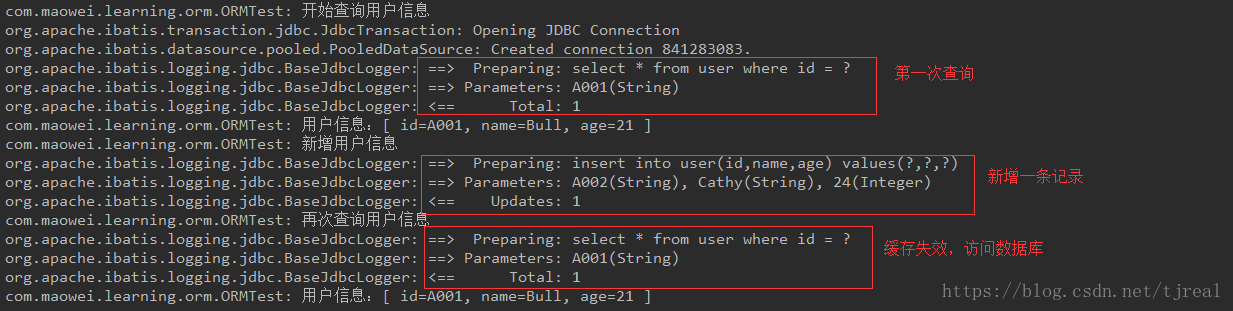 com.maowei.learning.orm.ORMTest: 开始查询用户信息
org.apache.ibatis.transaction.jdbc.JdbcTransaction: Opening JDBC Connection
org.apache.ibatis.datasource.pooled.PooledDataSource: Created connection 841283083.
org.apache.ibatis.logging.jdbc.BaseJdbcLogger: ==>  Preparing: select * from user where id = ?
第一次查询
org.apache.ibatis.logging.jdbc.BaseJdbcLogger: ==> Parameters: A001(String)
org.apache.ibatis.logging.jdbc.BaseJdbcLogger: <==      Total: 1
com.maowei.learning.orm.ORMTest: 用户信息：[ id=A001, name=Bull, age=21 ]
com.maowei.learning.orm.ORMTest: 新增用户信息
org.apache.ibatis.logging.jdbc.BaseJdbcLogger: ==>  Preparing: insert into user(id,name,age) values(?,?,?)
org.apache.ibatis.logging.jdbc.BaseJdbcLogger: ==> Parameters: A002(String), Cathy(String), 24(Integer)
新增一条记录
org.apache.ibatis.logging.jdbc.BaseJdbcLogger: <==    Updates: 1
com.maowei.learning.orm.ORMTest: 再次查询用户信息
org.apache.ibatis.logging.jdbc.BaseJdbcLogger: ==>  Preparing: select * from user where id = ?
缓存失效，访问数据库
org.apache.ibatis.logging.jdbc.BaseJdbcLogger: ==> Parameters: A001(String)
org.apache.ibatis.logging.jdbc.BaseJdbcLogger: <==      Total: 1
com.maowei.learning.orm.ORMTest: 用户信息：[ id=A001, name=Bull, age=21 ]
https://blog.csdn.net/tjreal